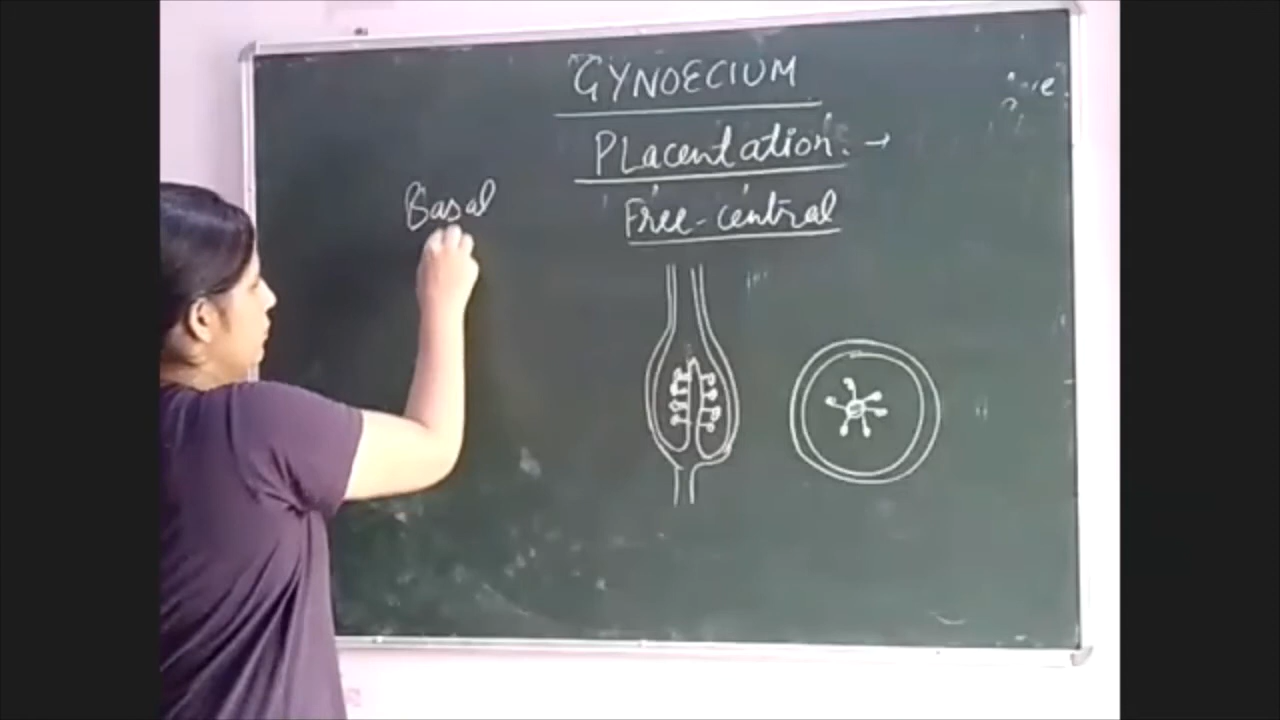 GYNOECIUM
Placentation. →
Free-central
Basal